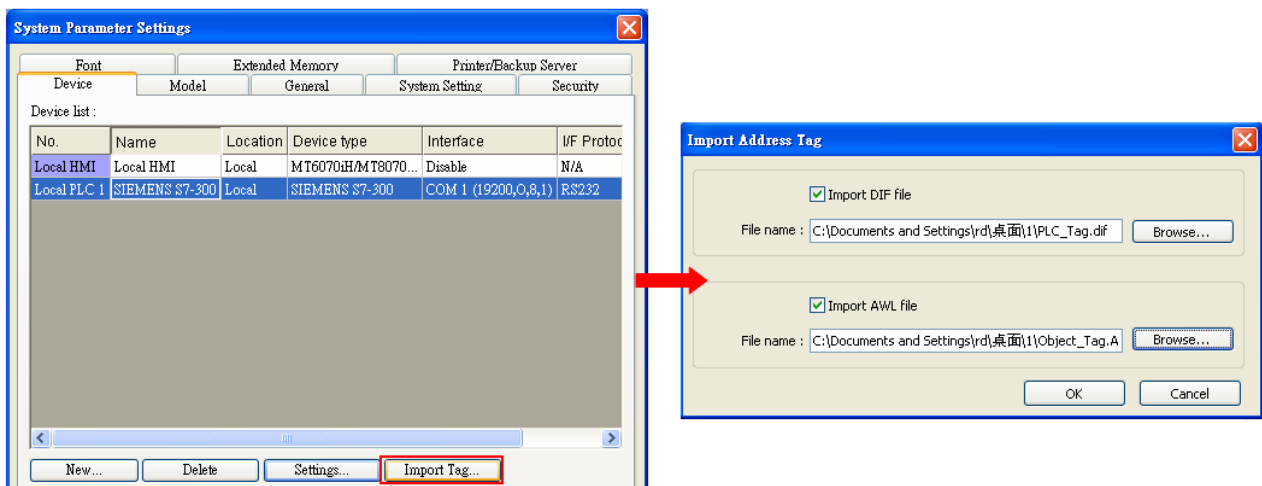 System Parameter Settings
Font Extended Memory Printer/Backup Server
Device Model General System Setting Security
Device list :
No. Name Location Device type Interface I/F Protoc
Local HMI Local HMI Local MT6070iH/MT8070... Disable N/A
Local PLC 1 SIEMENS S7-300 Local SIEMENS S7-300 COM 1 (19200,O,8,1) RS232
New... Delete Settings... Import Tag...
Import Address Tag
Import DIF file
File name : C:\Documents and Settings\rd\桌面\1\PLC_Tag.dif Browse...
Import AWL file
File name : C:\Documents and Settings\rd\桌面\1\Object_Tag.A Browse...
OK Cancel